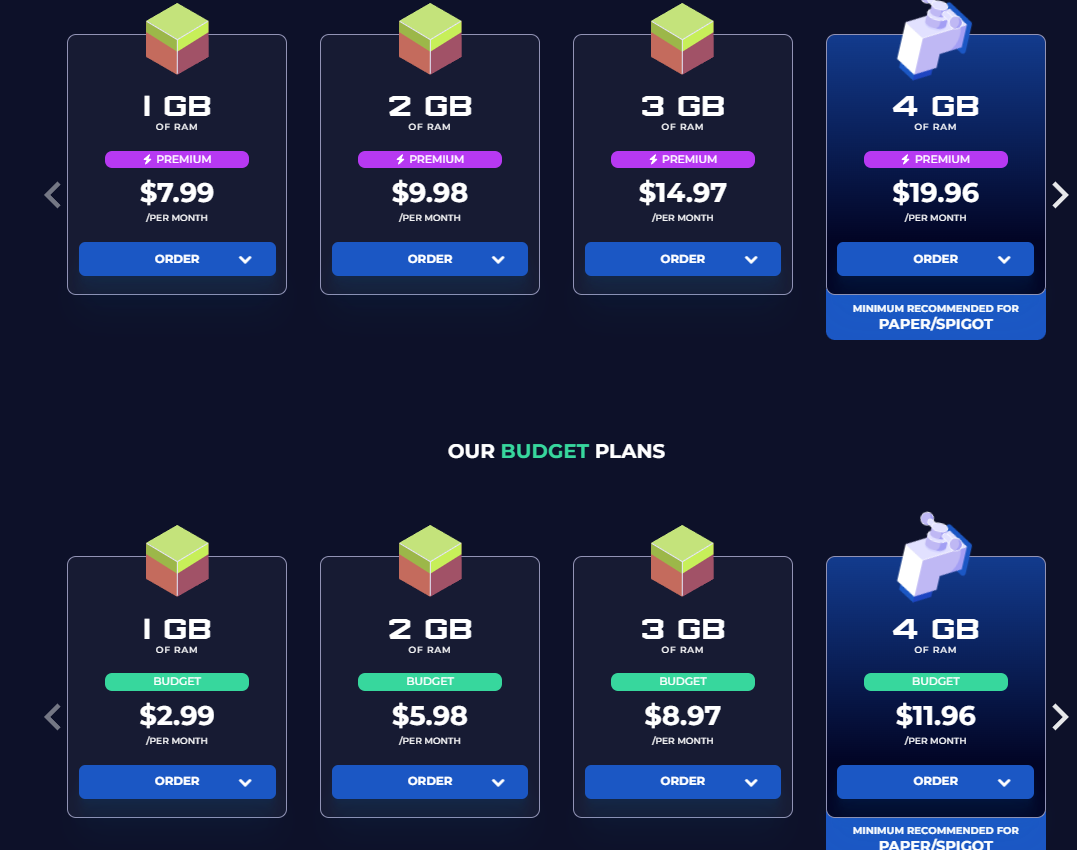 1 GB
OF RAM
PREMIUM
$7.99
/PER MONTH
ORDER
2 GB
OF RAM
PREMIUM
$9.98
/PER MONTH
ORDER
3 GB
OF RAM
PREMIUM
$14.97
/PER MONTH
ORDER
4 GB
OF RAM
PREMIUM
$19.96
/PER MONTH
ORDER
MINIMUM RECOMMENDED FOR
PAPER/SPIGOT
OUR BUDGET PLANS
1 GB
OF RAM
BUDGET
$2.99
/PER MONTH
ORDER
2 GB
OF RAM
BUDGET
$5.98
/PER MONTH
ORDER
3 GB
OF RAM
BUDGET
$8.97
/PER MONTH
ORDER
4 GB
OF RAM
BUDGET
$11.96
/PER MONTH
ORDER
MINIMUM RECOMMENDED FOR
PAPER/SPIGOT